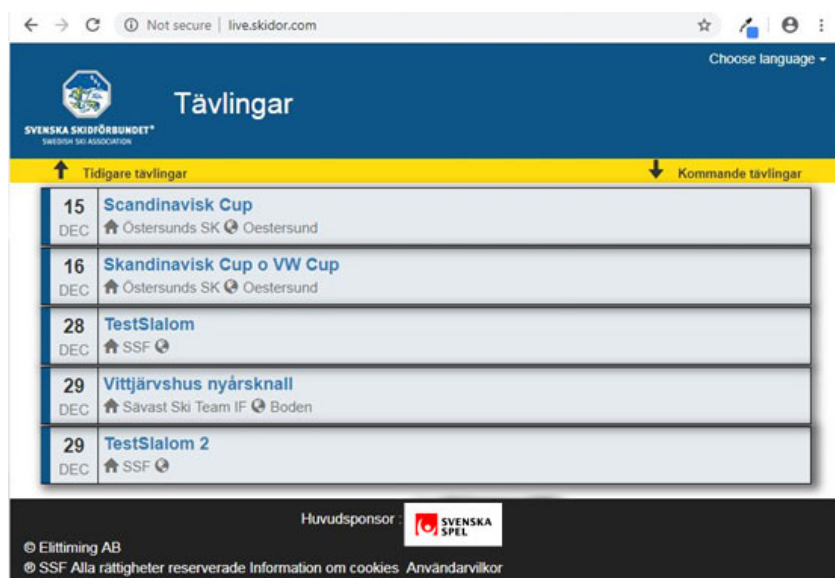 Not secure | live.skidor.com
Choose language
Tävlingar
SVENSKA SKIDFÖRBUNDET®
SWEDISH SKI ASSOCIATION
Tidigare tävlingar Kommande tävlingar
15 Scandinavisk Cup
DEC Östersunds SK Oestersund
16 Skandinavisk Cup o VW Cup
DEC Östersunds SK Oestersund
28 TestSlalom
DEC SSF
29 Vittjärvshus nyårsknall
DEC Sävast Ski Team IF Boden
29 TestSlalom 2
DEC SSF
Huvudsponsor : SVENSKA
SPEL
© Elittiming AB
® SSF Alla rättigheter reserverade Information om cookies Användarvilkor